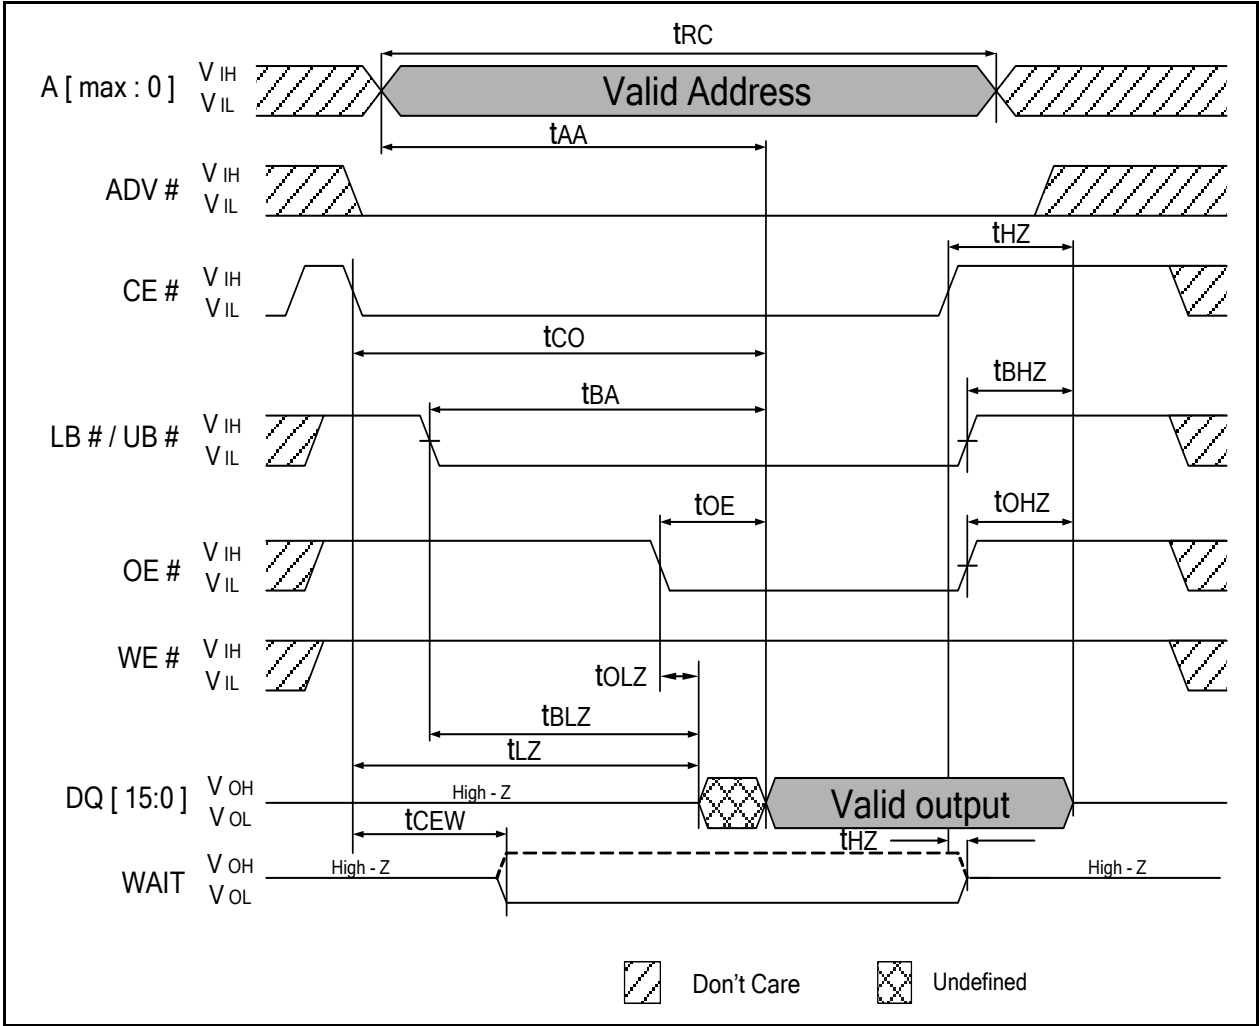 tRC
A [ max : 0 ] V IH
V IL
Valid Address
tAA
ADV # V IH
V IL
tHZ
CE # V IH
V IL
tCO
tBHZ
tBA
LB # / UB # V IH
V IL
tOE
tOHZ
OE # V IH
V IL
WE # V IH
V IL
tOLZ
tBLZ
tLZ
DQ [ 15:0 ] V OH
V OL
High - Z
Valid output
tCEW
tHZ
WAIT V OH
V OL
High - Z
High - Z
Don't Care
Undefined